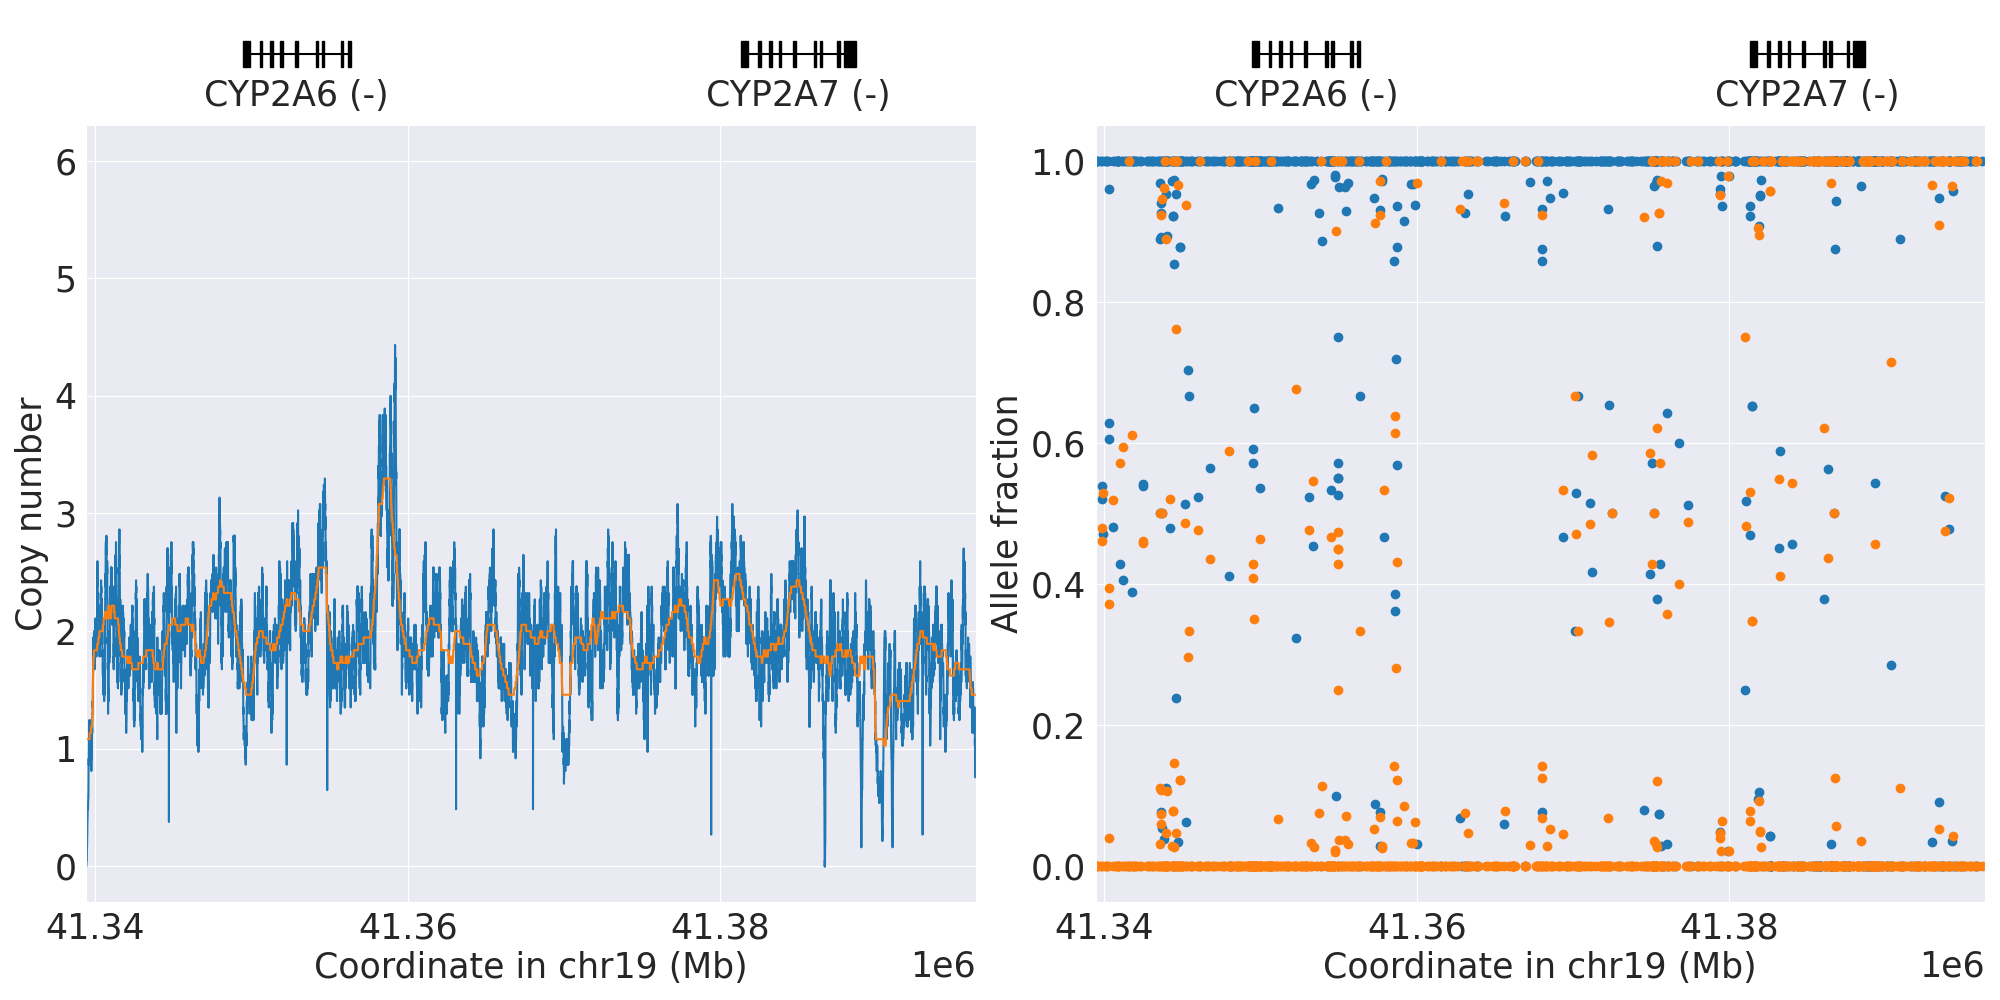 CYP2A6 (-)
CYP2A7 (-)
6
5
4
3
2
1
0
Copy number
41.34
41.36
41.38
Coordinate in chr19 (Mb)
1e6
CYP2A6 (-)
CYP2A7 (-)
1.0
0.8
0.6
0.4
0.2
0.0
Allele fraction
41.34
41.36
41.38
Coordinate in chr19 (Mb)
1e6